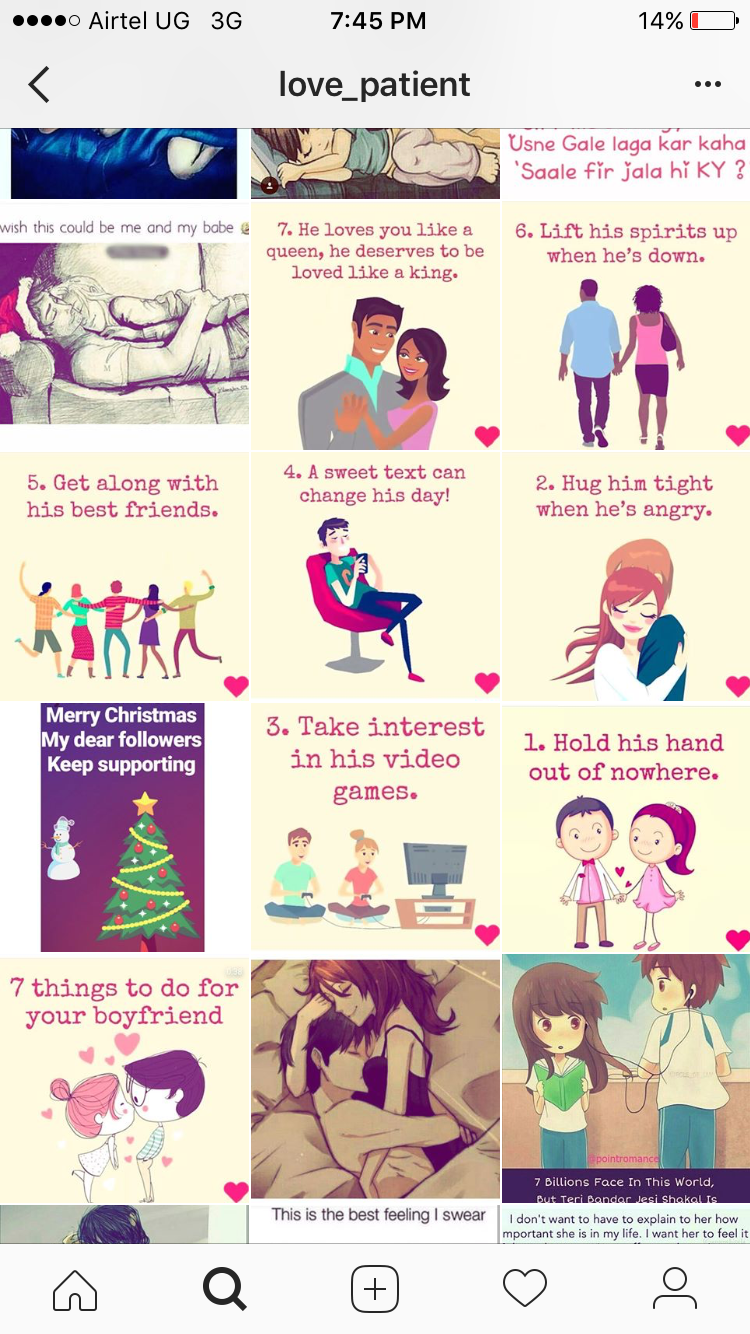 Airtel UG 3G 7:45 PM 14%
love_patient
Usne Gale laga kar kaha
'Saale fir jala hi KY ?
wish this could be me and my babe
7. He loves you like a
queen, he deserves to be
loved like a king.
6. Lift his spirits up
when he's down.
5. Get along with
his best friends.
4. A sweet text can
change his day!
2. Hug him tight
when he's angry.
Merry Christmas
My dear followers
Keep supporting
3. Take interest
in his video
games.
1. Hold his hand
out of nowhere.
7 things to do for
your boyfriend
@pointromance
7 Billions Face In This World,
But Teri Bandar Jesi Shakal Is
This is the best feeling I swear
I don't want to have to explain to her how
mportant she is in my life. I want her to feel it